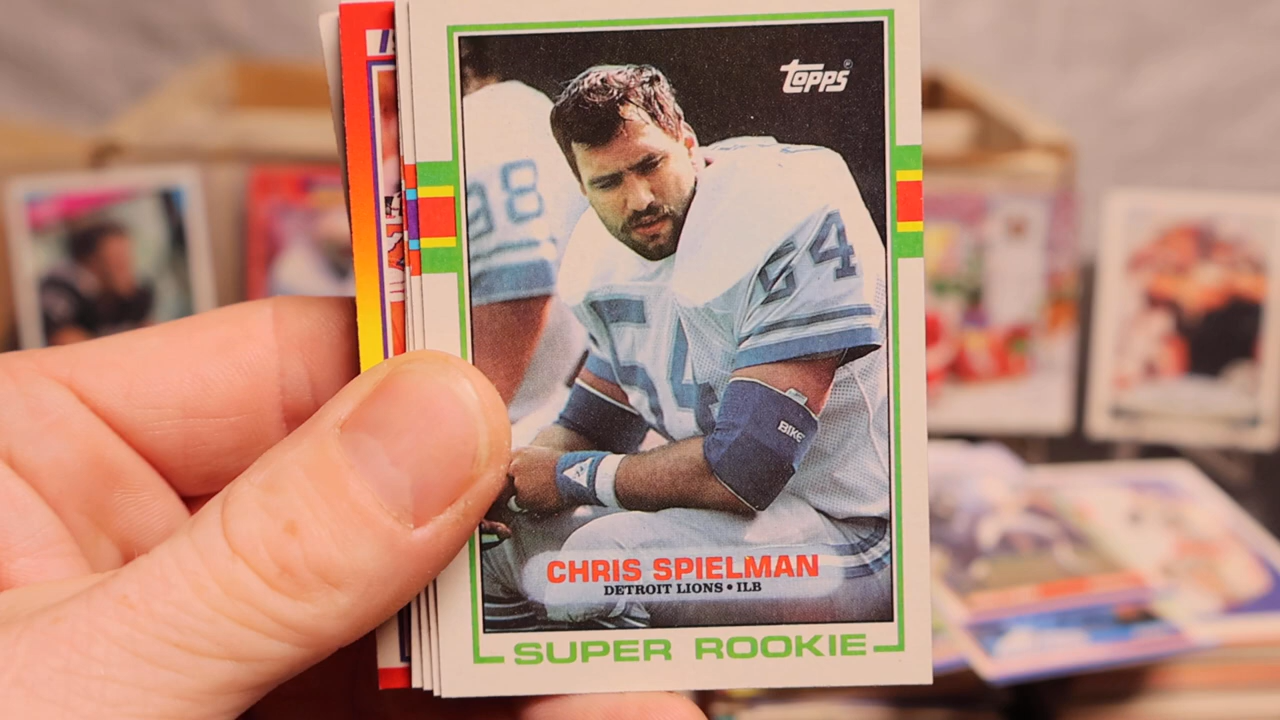 Topps
98
64
54
BIKE
CHRIS SPIELMAN
DETROIT LIONS • ILB
SUPER ROOKIE